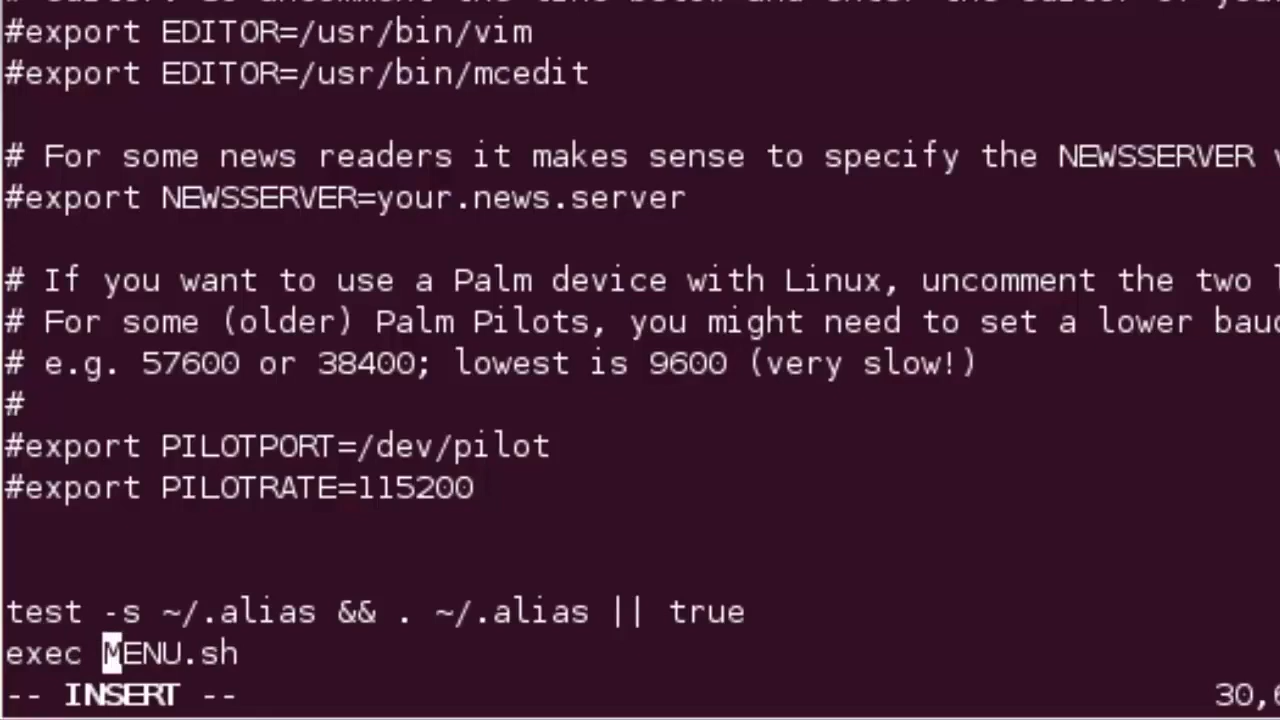 #export EDITOR=/usr/bin/vim
#export EDITOR=/usr/bin/mcedit
# For some news readers it makes sense to specify the NEWSSERVER
#export NEWSSERVER=your.news.server
# If you want to use a Palm device with Linux, uncomment the two
# For some (older) Palm Pilots, you might need to set a lower
# e.g. 57600 or 38400; lowest is 9600 (very slow!)
#
#export PILOTPORT=/dev/pilot
#export PILOTRATE=115200
test -s ~/.alias && . ~/.alias || true
exec MENU.sh
-- INSERT --